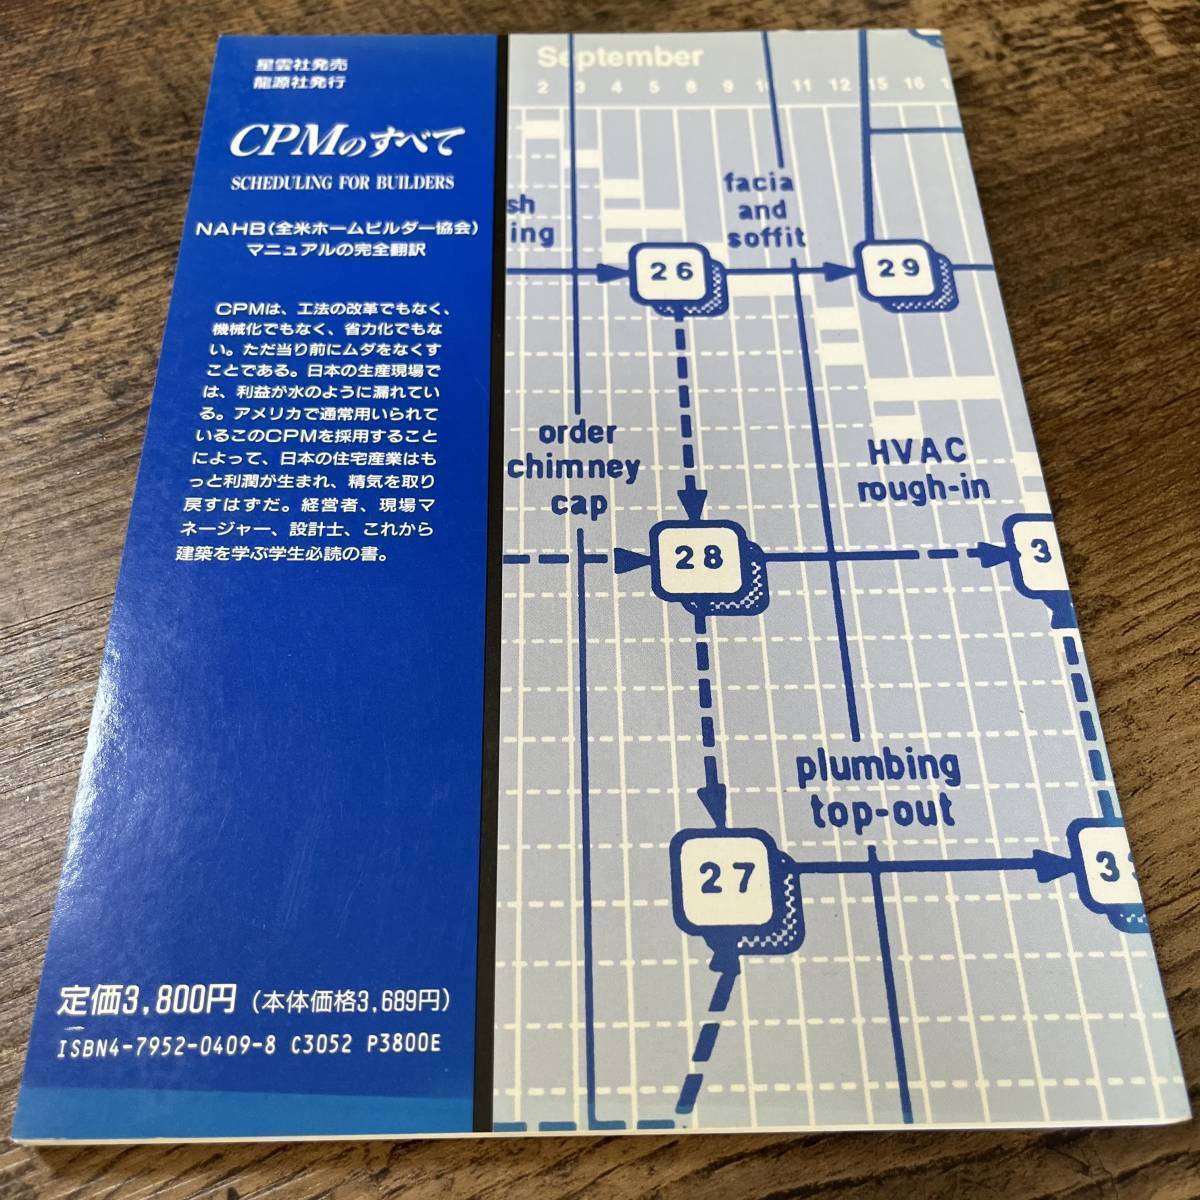 星雲社発売
龍源社発行
CPMのすべて
SCHEDULING FOR BUILDERS
NAHB(全米ホームビルダー協会)
マニュアルの完全翻訳
CPMは、工法の改革でもなく、
機械化でもなく、省力化でもな
い。ただ当り前にムダをなくす
ことである。日本の生産現場で
は、利益が水のように漏れてい
る。アメリカで通常用いられて
いるこのCPMを採用すること
によって、日本の住宅産業はも
っと利潤が生まれ、精気を取り
戻すはずだ。経営者、現場マ
ネージャー、設計士、これから
建築を学ぶ学生必読の書。
定価3,800円 (本体価格3,689円)
ISBN4-7952-0409-8 C3052 P3800E
September
2 3 4 5 8 9 10 11 12 15 16
sh
ing
facia
and
soffit
26
29
order
chimney
cap
HVAC
rough-in
28
3
plumbing
top-out
27
3